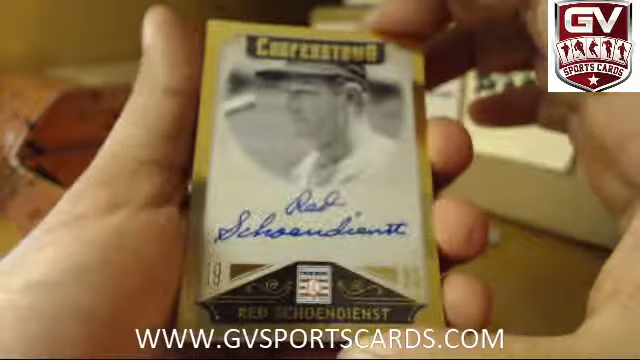 GV
SPORTS CARDS
COOPERSTOWN
Red
Schoendienst
RED SCHOENDIENST
WWW.GVSPORTSCARDS.COM